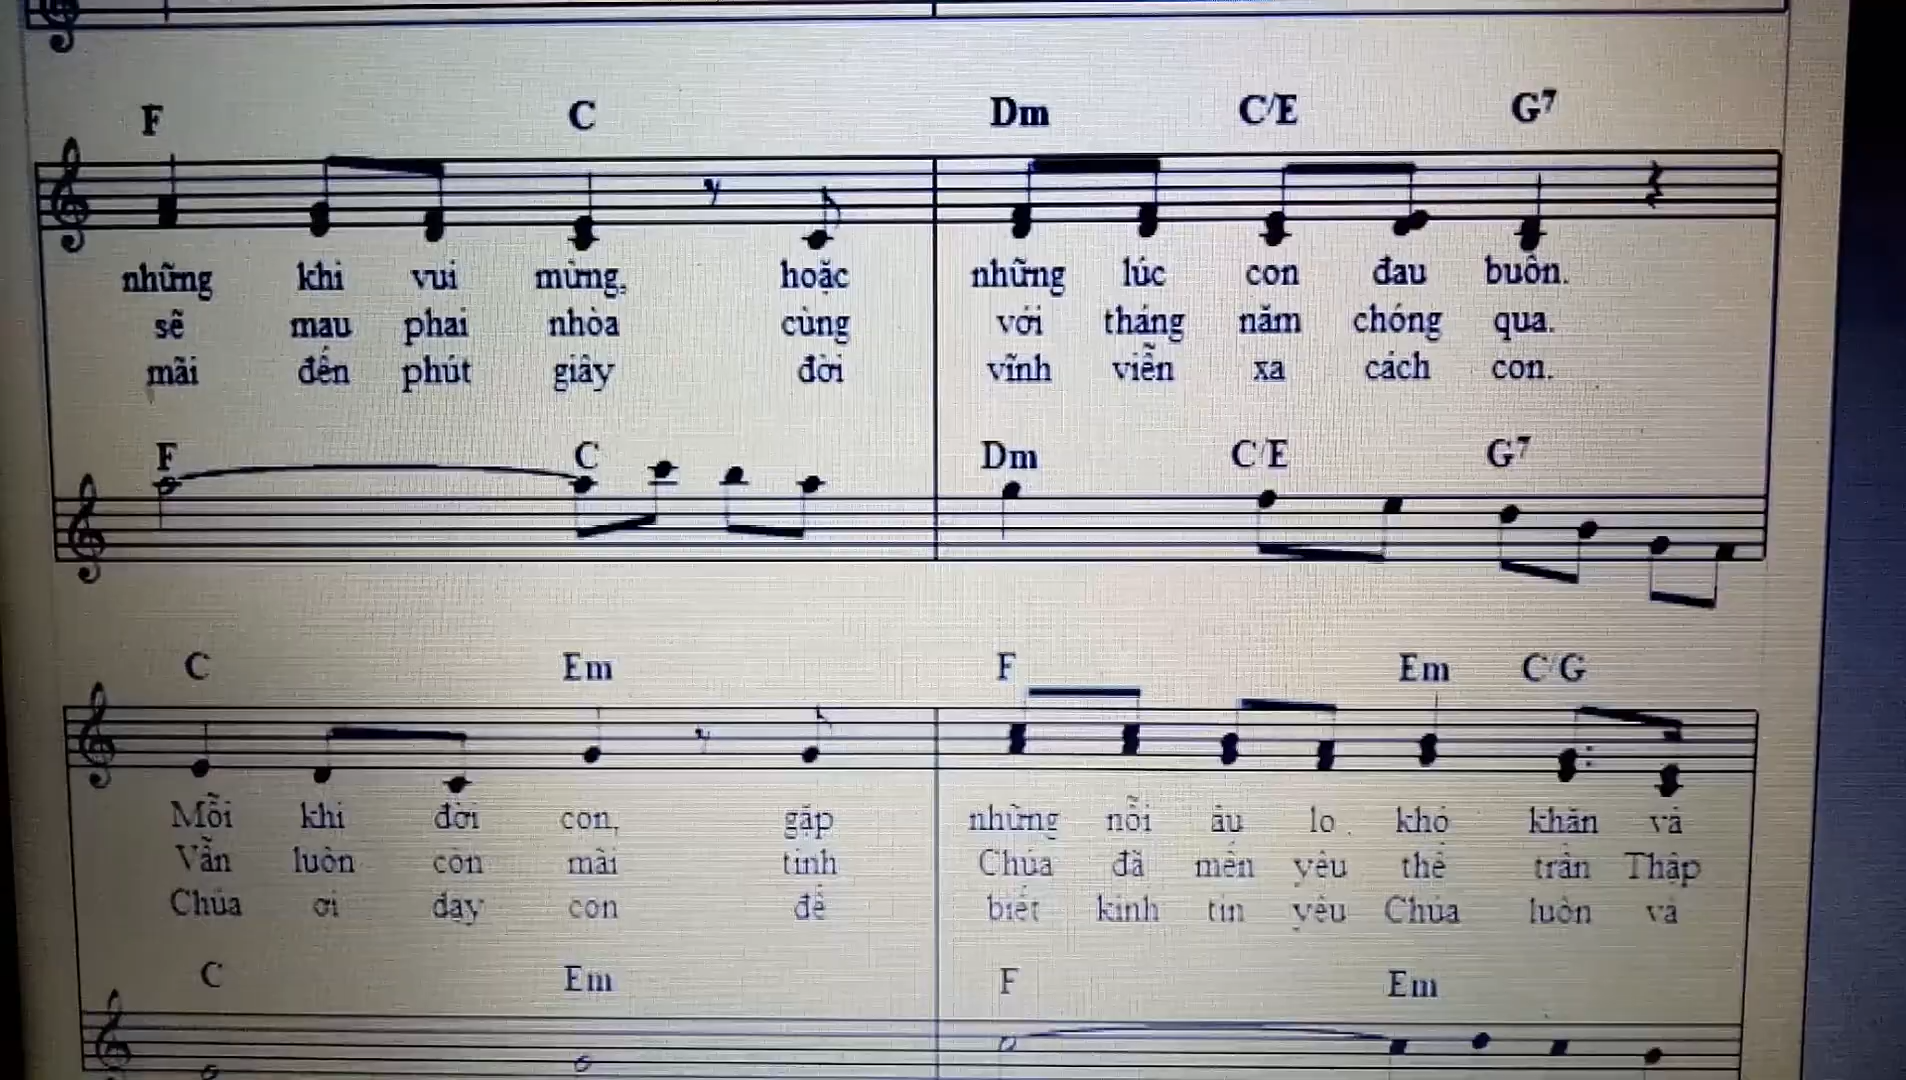 F C Dm C/E G7
những khi vui mừng, hoặc những lúc con đau buồn.
sẽ mau phai nhòa cùng với tháng năm chóng qua.
mãi đến phút giây đời vĩnh viễn xa cách con.
F C Dm C/E G7
C Em F Em C/G
Mỗi khi đời con, gặp những nỗi âu lo khó khăn và
Vẫn luôn còn mãi tình Chúa đã mến yêu thế trần Thập
Chúa ơi dạy con để biết kính tin yêu Chúa luôn và
C Em F Em